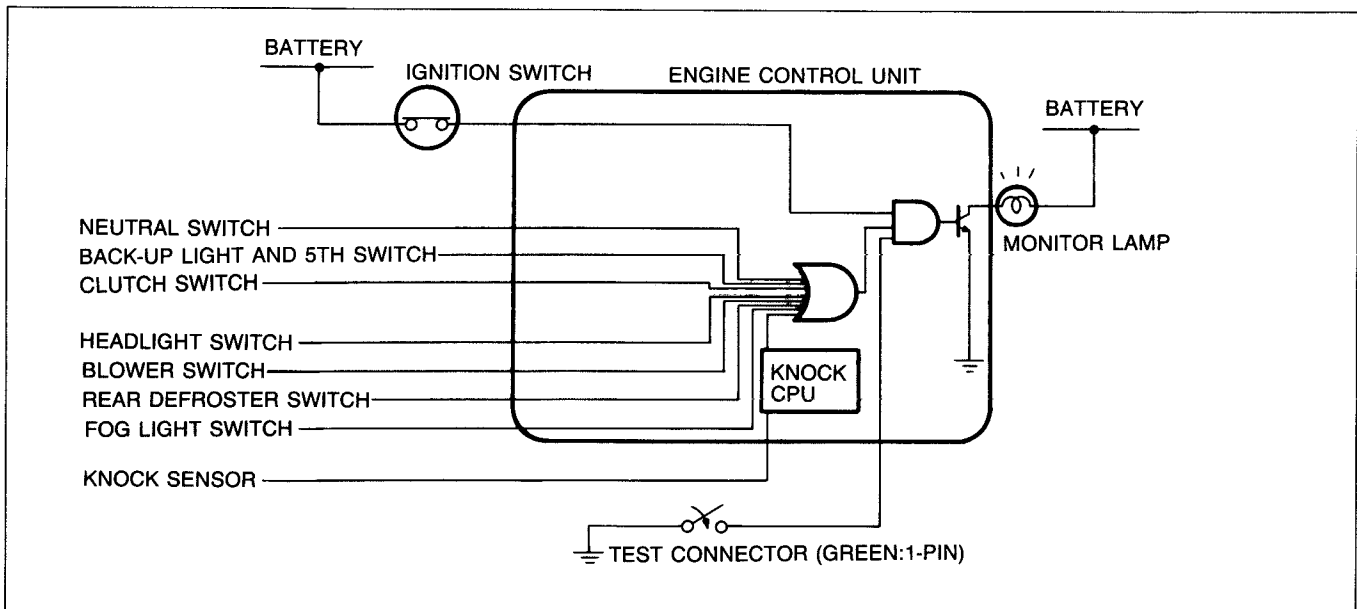 BATTERY
IGNITION SWITCH
ENGINE CONTROL UNIT
BATTERY
NEUTRAL SWITCH
BACK-UP LIGHT AND 5TH SWITCH
CLUTCH SWITCH
MONITOR LAMP
HEADLIGHT SWITCH
BLOWER SWITCH
REAR DEFROSTER SWITCH
FOG LIGHT SWITCH
KNOCK
CPU
KNOCK SENSOR
TEST CONNECTOR (GREEN:1-PIN)